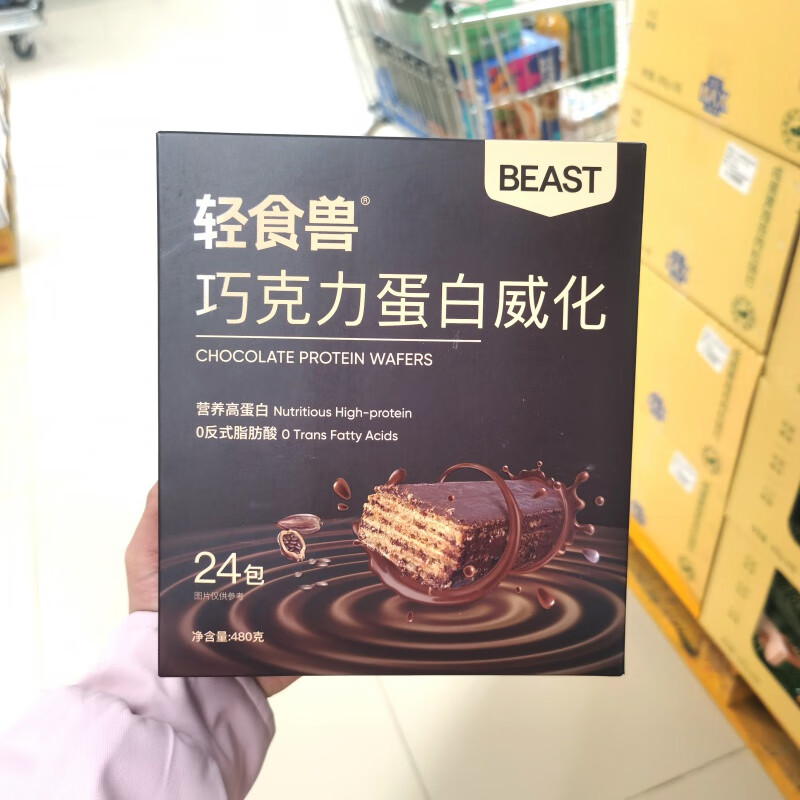 BEAST
轻食兽®
巧克力蛋白威化
CHOCOLATE PROTEIN WAFERS
营养高蛋白 Nutritious High-protein
0反式脂肪酸 0 Trans Fatty Acids
24包
图片仅供参考
净含量:480克